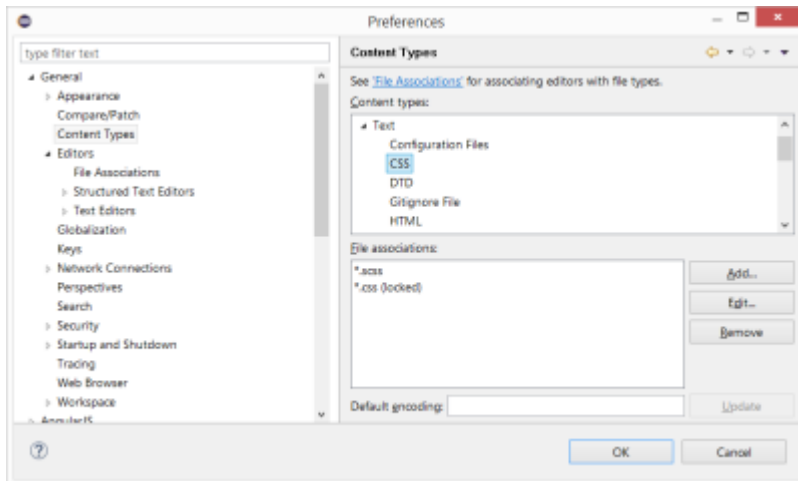 Preferences
type filter text
General
Appearance
Compare/Patch
Content Types
Editors
File Associations
Structured Text Editors
Text Editors
Globalization
Keys
Network Connections
Perspectives
Search
Security
Startup and Shutdown
Tracing
Web Browser
Workspace
AngularJS
Content Types
See 'File Associations' for associating editors with file types.
Content types:
Text
Configuration Files
CSS
DTD
Gitignore File
HTML
File associations:
*.scss
*.css (locked)
Add...
Edit...
Remove
Default encoding:
Update
OK
Cancel